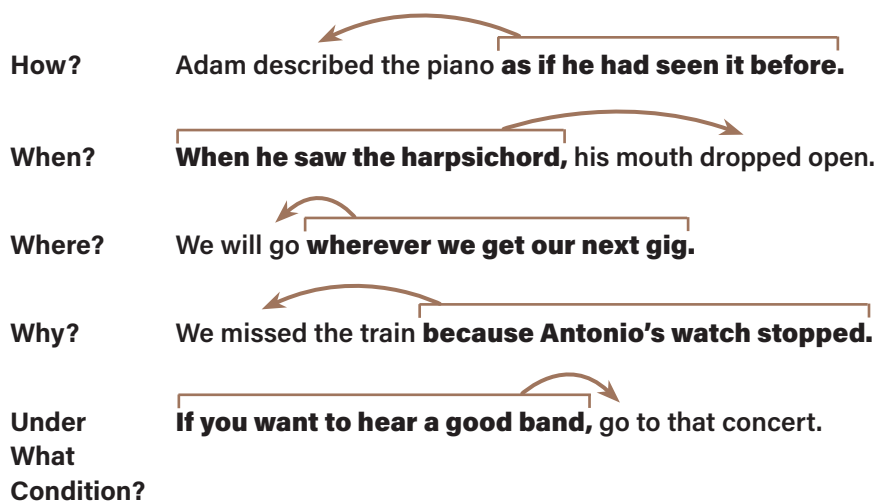 How? Adam described the piano as if he had seen it before.
When? When he saw the harpsichord, his mouth dropped open.
Where? We will go wherever we get our next gig.
Why? We missed the train because Antonio’s watch stopped.
Under If you want to hear a good band, go to that concert.
What
Condition?